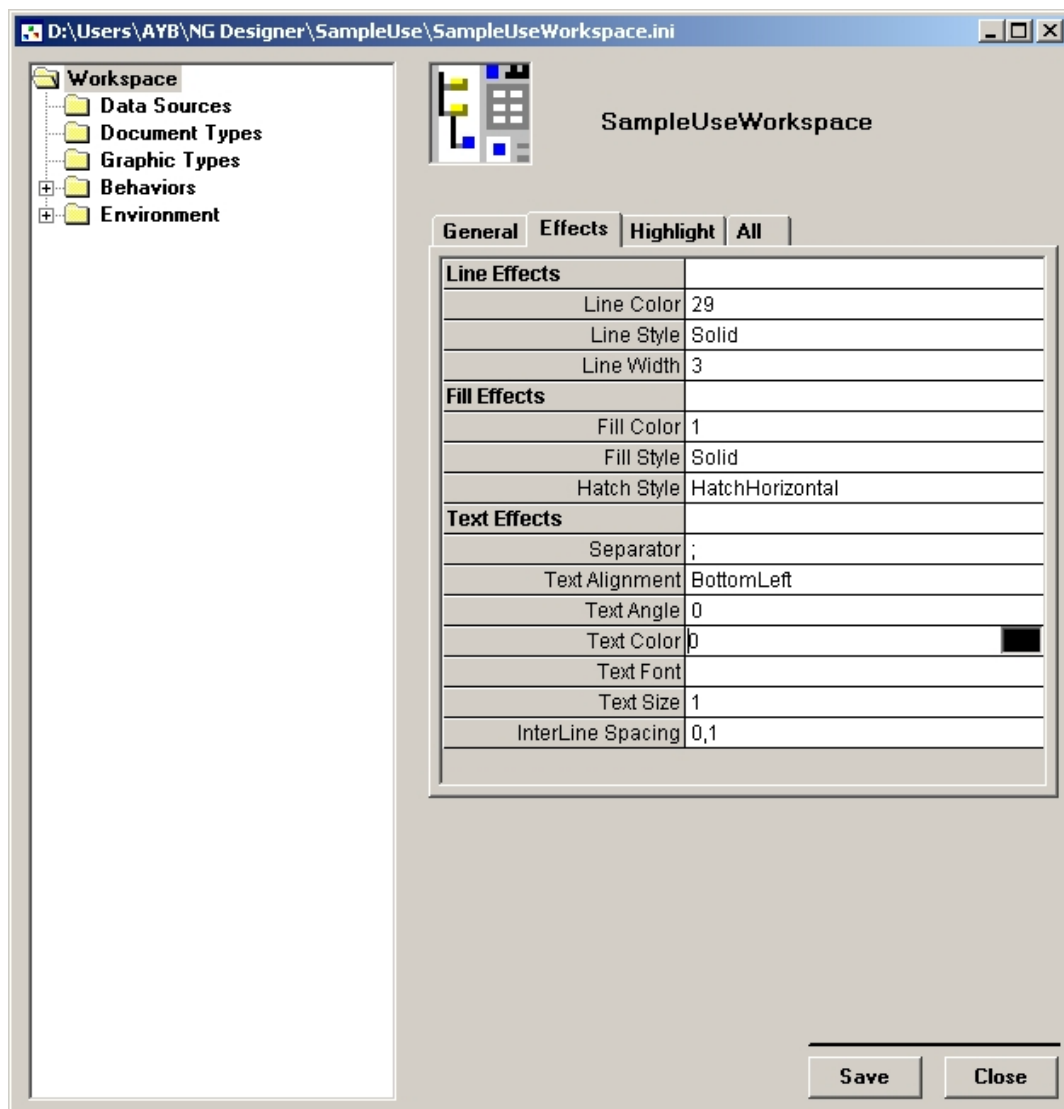 D:\Users\AYB\NG Designer\SampleUse\SampleUseWorkspace.ini
Workspace
Data Sources
Document Types
Graphic Types
Behaviors
Environment
SampleUseWorkspace
General Effects Highlight All
Line Effects
Line Color 29
Line Style Solid
Line Width 3
Fill Effects
Fill Color 1
Fill Style Solid
Hatch Style HatchHorizontal
Text Effects
Separator ;
Text Alignment BottomLeft
Text Angle 0
Text Color 0
Text Font
Text Size 1
InterLine Spacing 0,1
Save Close